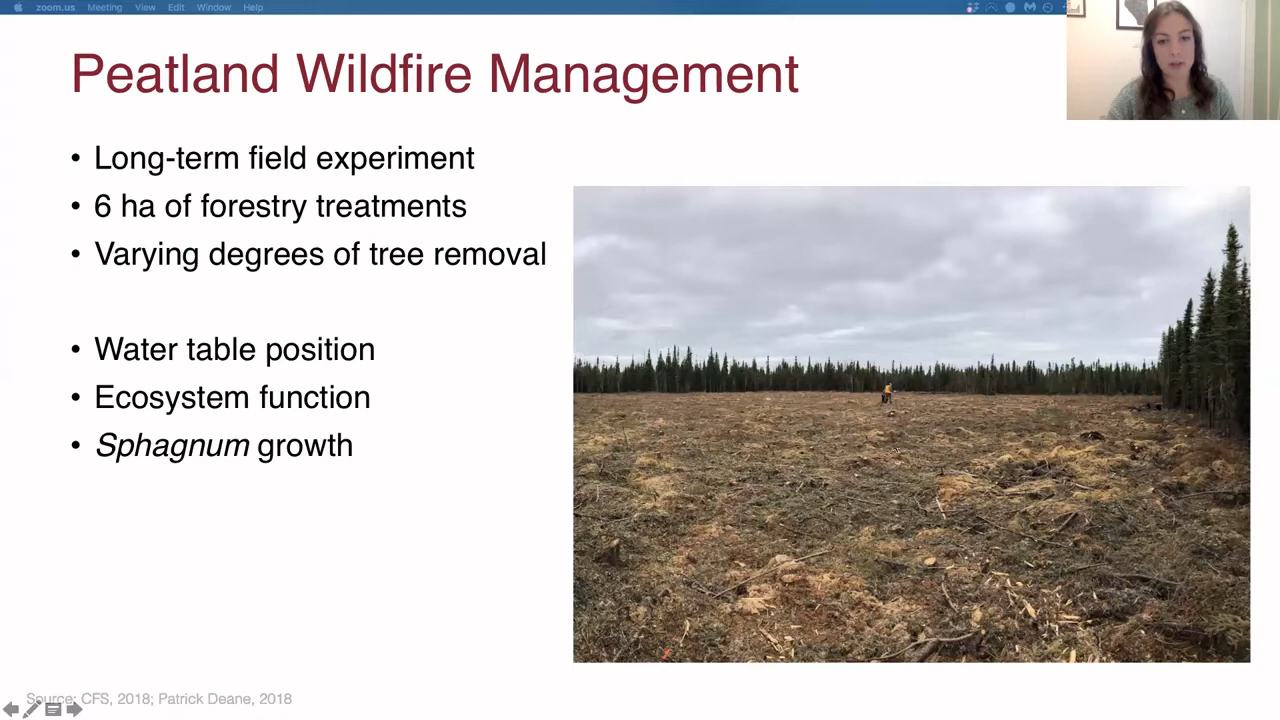 zoom.us Meeting View Edit Window Help
Peatland Wildfire Management
• Long-term field experiment
• 6 ha of forestry treatments
• Varying degrees of tree removal
• Water table position
• Ecosystem function
• Sphagnum growth
Source: CFS, 2018; Patrick Deane, 2018